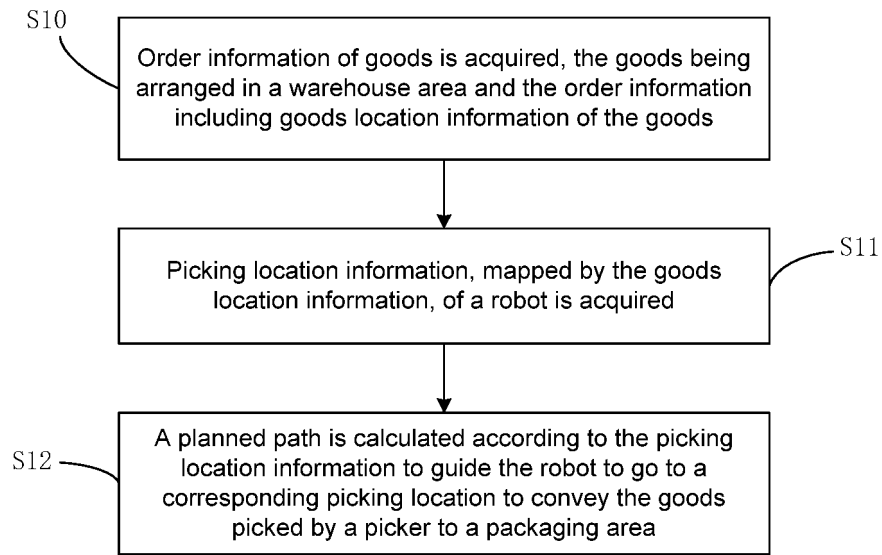 S10
Order information of goods is acquired, the goods being
arranged in a warehouse area and the order information
including goods location information of the goods
Picking location information, mapped by the goods
location information, of a robot is acquired
S11
A planned path is calculated according to the picking
location information to guide the robot to go to a
corresponding picking location to convey the goods
picked by a picker to a packaging area
S12